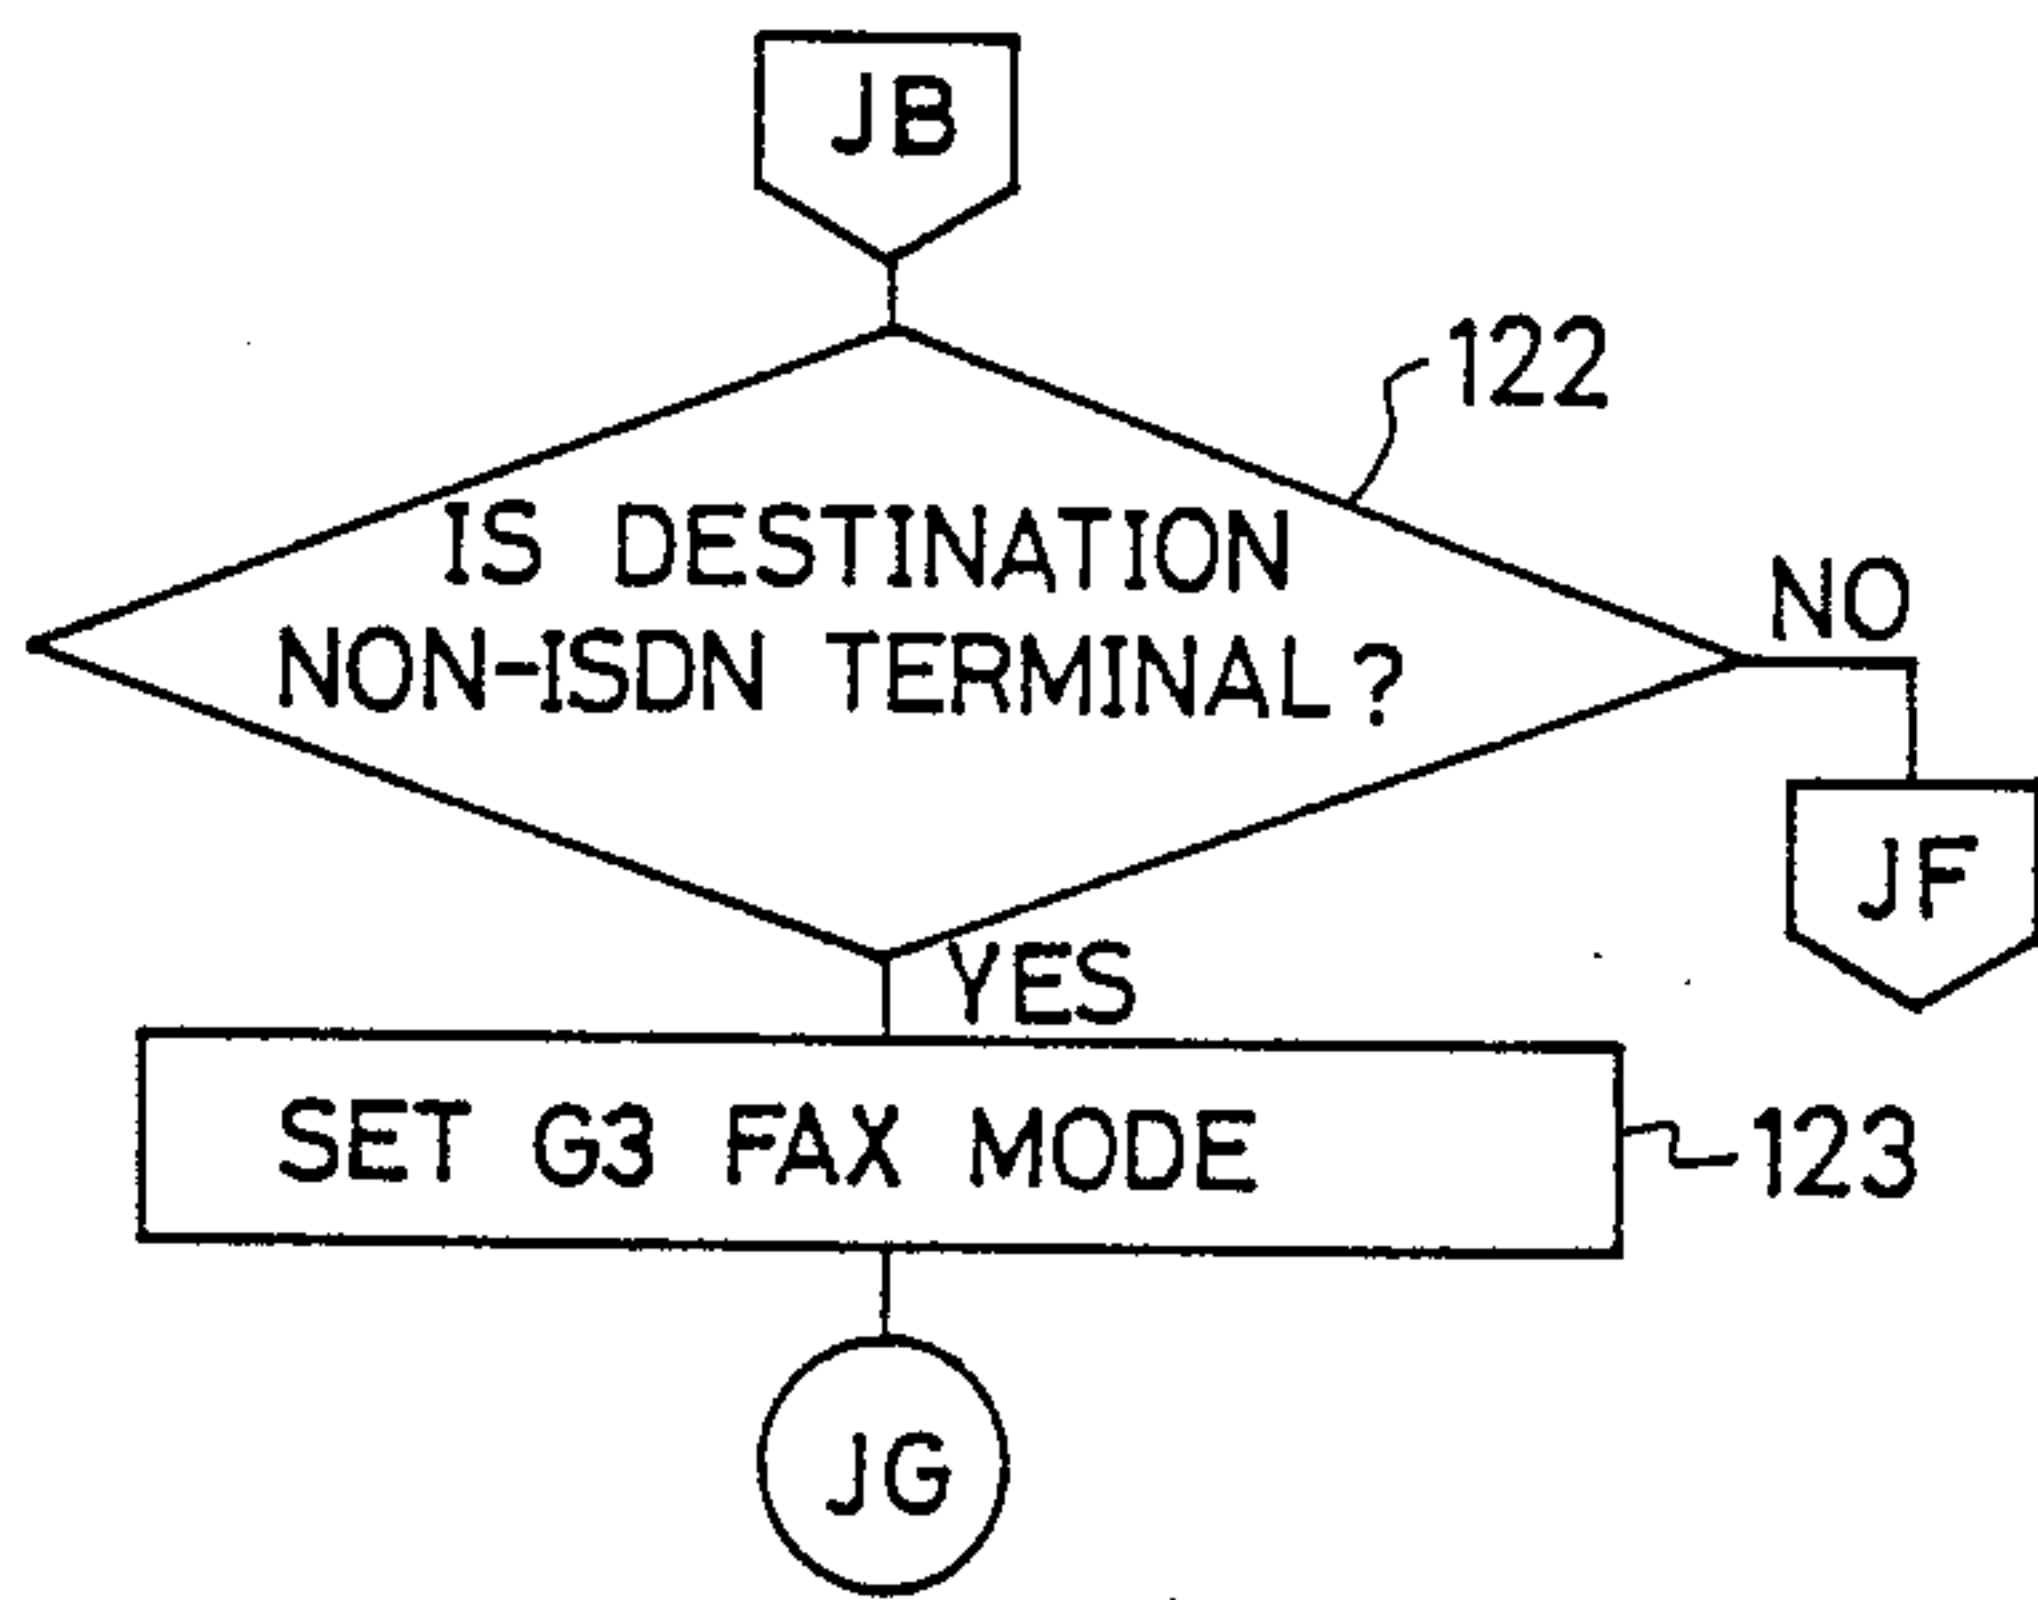 JB
122
IS DESTINATION
NON-ISDN TERMINAL?
NO
JF
YES
SET G3 FAX MODE
123
JG